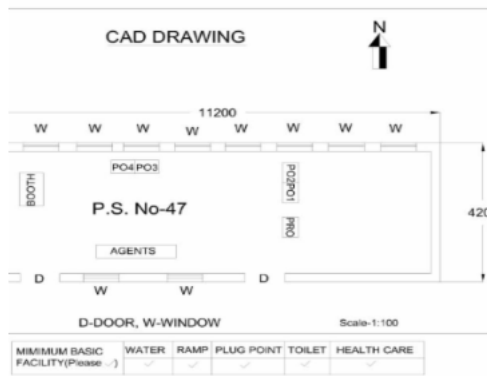 CAD DRAWING
N
11200
W W W W W W W W
PO4 PO3
PO2 PO1
BOOTH
P.S. No-47
PRO
420
AGENTS
D D
W W
D-DOOR, W-WINDOW
Scale-1:100
MIMIMUM BASIC FACILITY(Please ✓) WATER RAMP PLUG POINT TOILET HEALTH CARE
✓ ✓ ✓ ✓ ✓